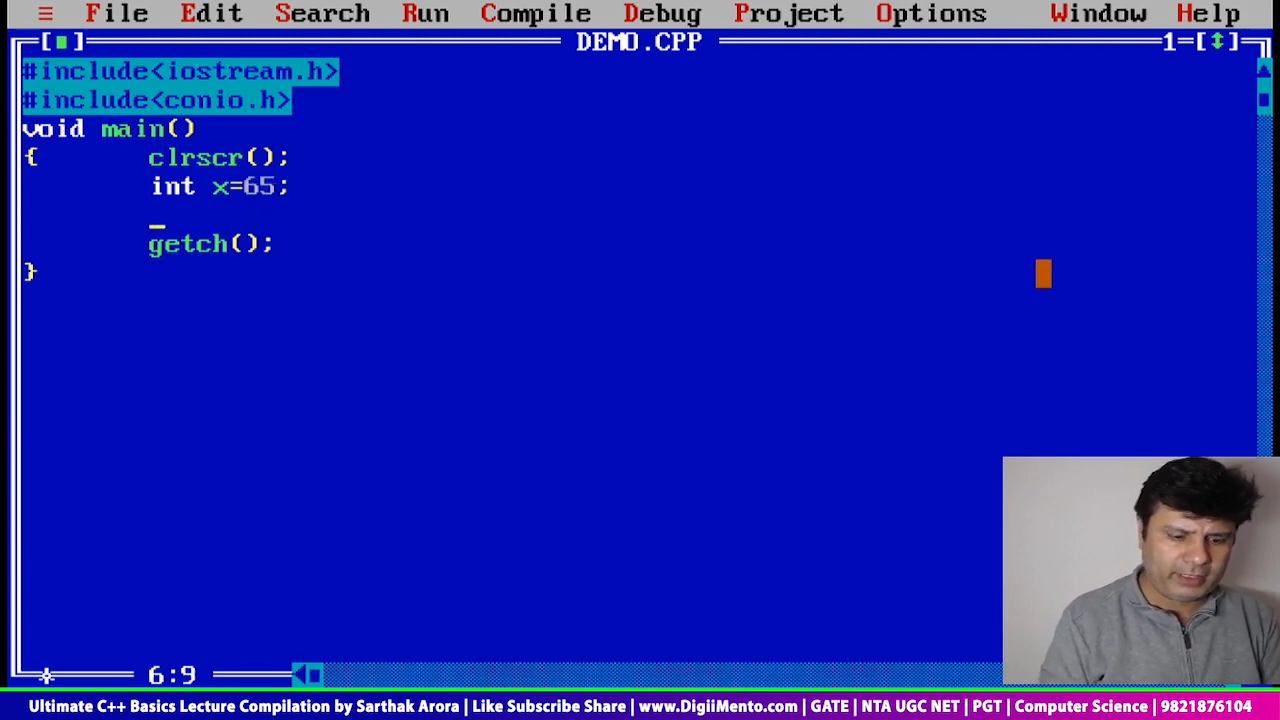 ≡ File Edit Search Run Compile Debug Project Options Window Help
[■] DEMO.CPP 1=[↕]
#include<iostream.h>
#include<conio.h>
void main()
{ clrscr();
int x=65;
_
getch();
}
6:9
Ultimate C++ Basics Lecture Compilation by Sarthak Arora | Like Subscribe Share | www.DigiiMento.com | GATE | NTA UGC NET | PGT | Computer Science | 9821876104